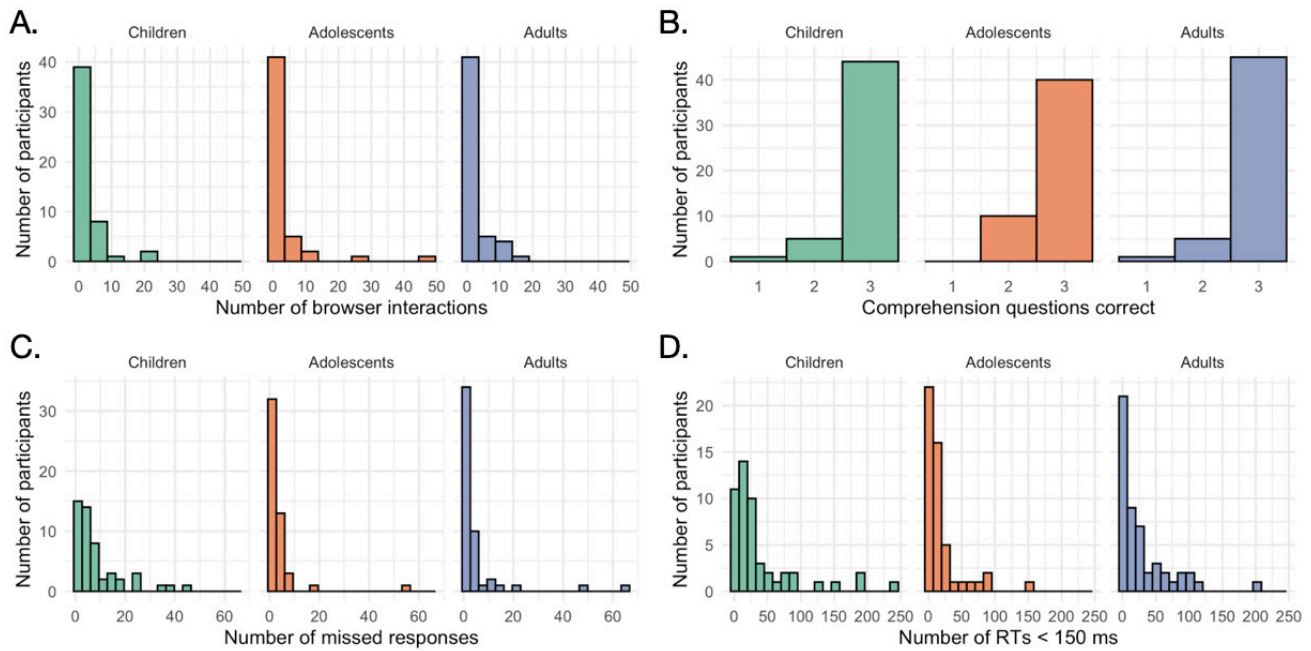 A.
Children Adolescents Adults
Number of participants
40
30
20
10
0
0 10 20 30 40 50 0 10 20 30 40 50 0 10 20 30 40 50
Number of browser interactions
B.
Children Adolescents Adults
Number of participants
40
30
20
10
0
1 2 3 1 2 3 1 2 3
Comprehension questions correct
C.
Children Adolescents Adults
Number of participants
30
20
10
0
0 20 40 60 0 20 40 60 0 20 40 60
Number of missed responses
D.
Children Adolescents Adults
Number of participants
20
15
10
5
0
0 50 100 150 200 250 0 50 100 150 200 250 0 50 100 150 200 250
Number of RTs < 150 ms